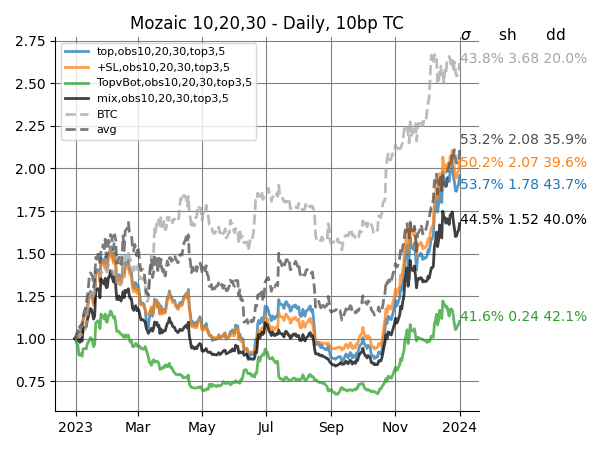 Mozaic 10,20,30 - Daily, 10bp TC
σ sh dd
2.75
2.50
2.25
2.00
1.75
1.50
1.25
1.00
0.75
top,obs10,20,30,top3,5
+SL,obs10,20,30,top3,5
TopvBot,obs10,20,30,top3,5
mix,obs10,20,30,top3,5
BTC
avg
43.8% 3.68 20.0%
53.2% 2.08 35.9%
50.2% 2.07 39.6%
53.7% 1.78 43.7%
44.5% 1.52 40.0%
41.6% 0.24 42.1%
2023 Mar May Jul Sep Nov 2024